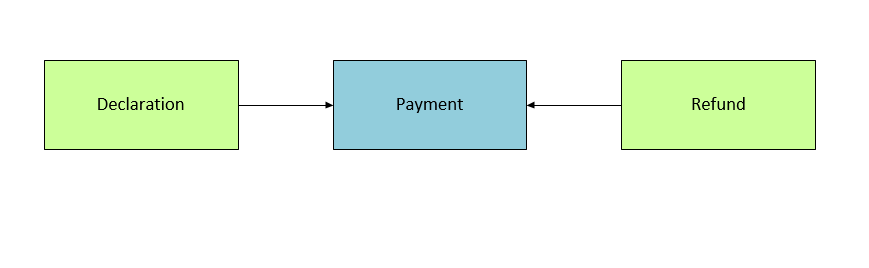 Declaration
Payment
Refund